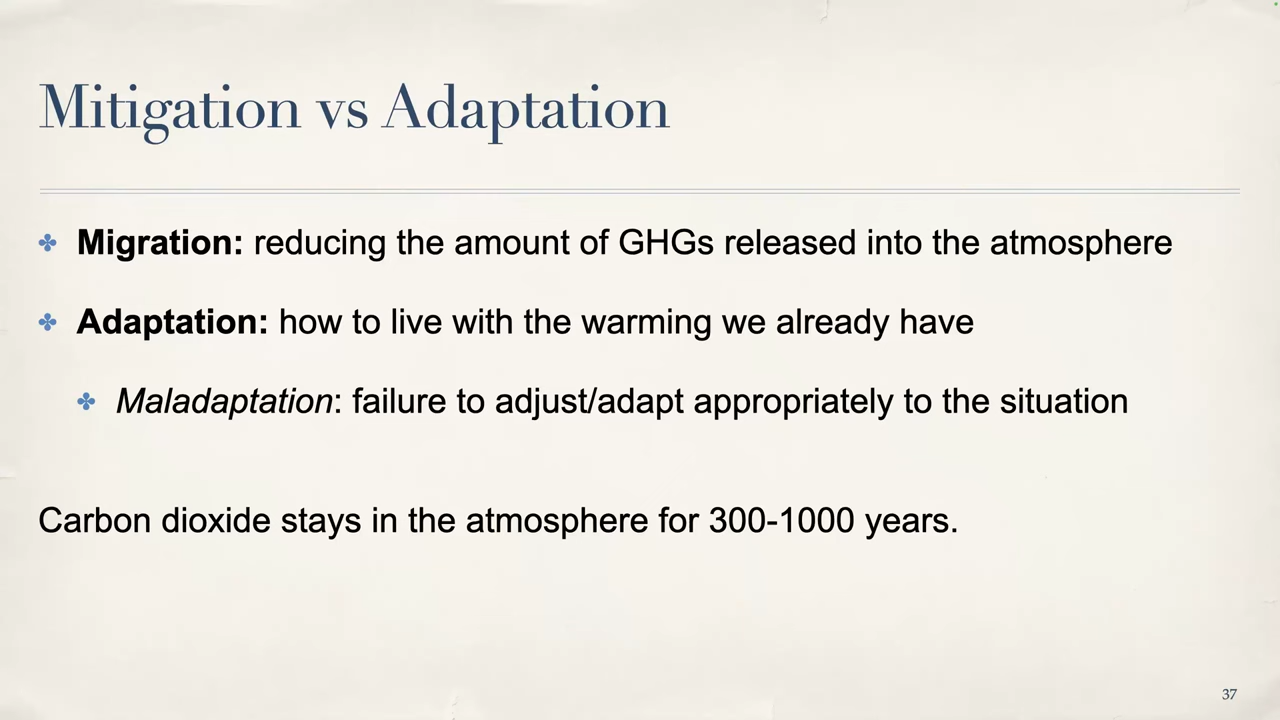 Mitigation vs Adaptation
Migration: reducing the amount of GHGs released into the atmosphere
Adaptation: how to live with the warming we already have
Maladaptation: failure to adjust/adapt appropriately to the situation
Carbon dioxide stays in the atmosphere for 300-1000 years.
37